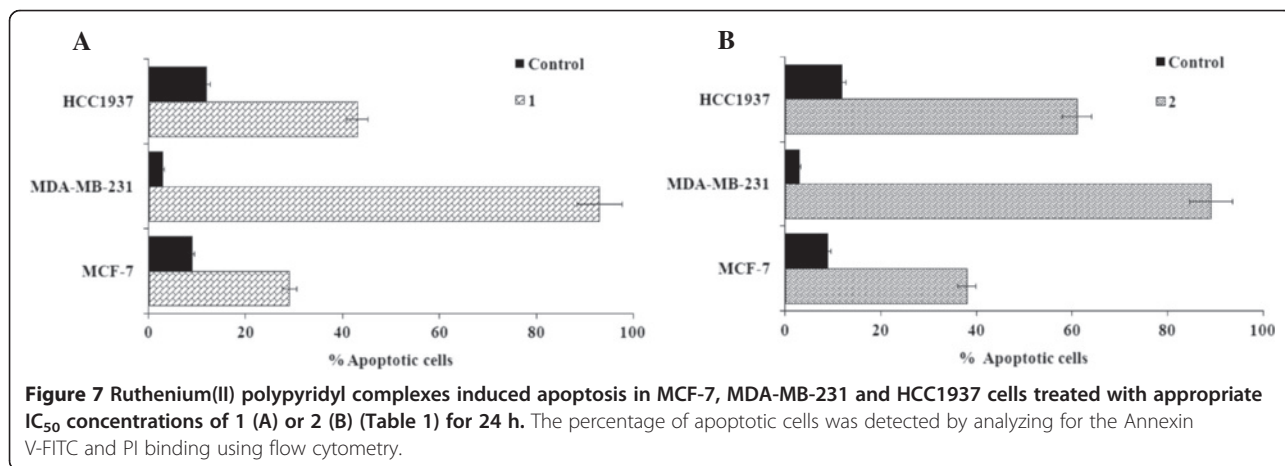 A
HCC1937
MDA-MB-231
MCF-7
Control
1
0 20 40 60 80 100
% Apoptotic cells
B
HCC1937
MDA-MB-231
MCF-7
Control
2
0 20 40 60 80 100
% Apoptotic cells
Figure 7 Ruthenium(II) polypyridyl complexes induced apoptosis in MCF-7, MDA-MB-231 and HCC1937 cells treated with appropriate
IC₅₀ concentrations of 1 (A) or 2 (B) (Table 1) for 24 h. The percentage of apoptotic cells was detected by analyzing for the Annexin
V-FITC and PI binding using flow cytometry.